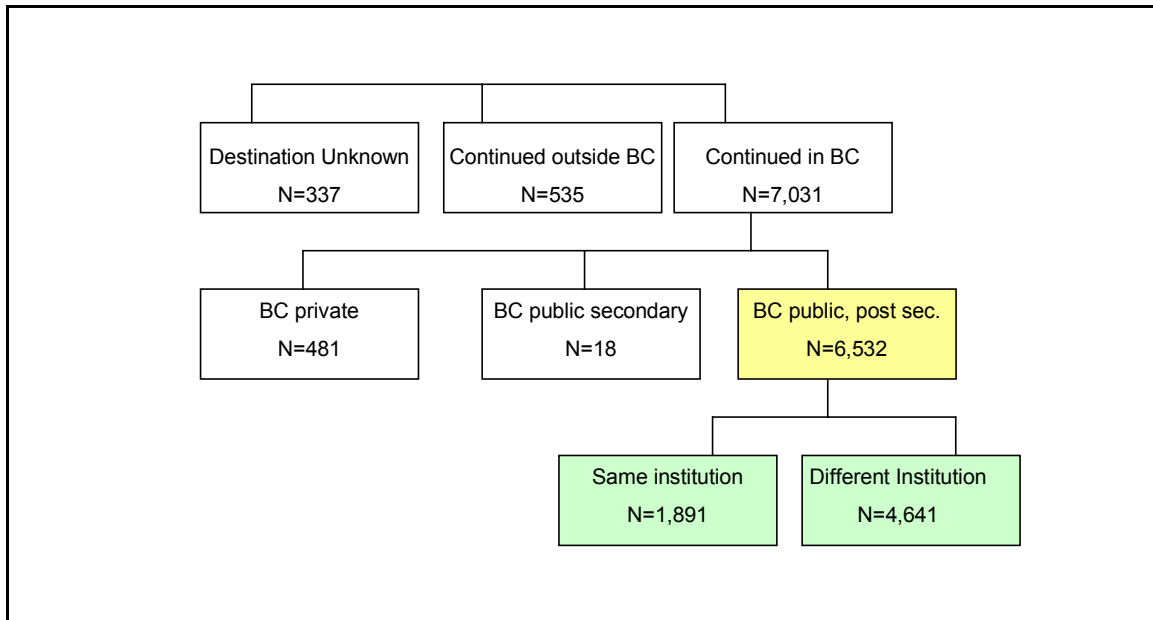 Destination Unknown
N=337
Continued outside BC
N=535
Continued in BC
N=7,031
BC private
N=481
BC public secondary
N=18
BC public, post sec.
N=6,532
Same institution
N=1,891
Different Institution
N=4,641